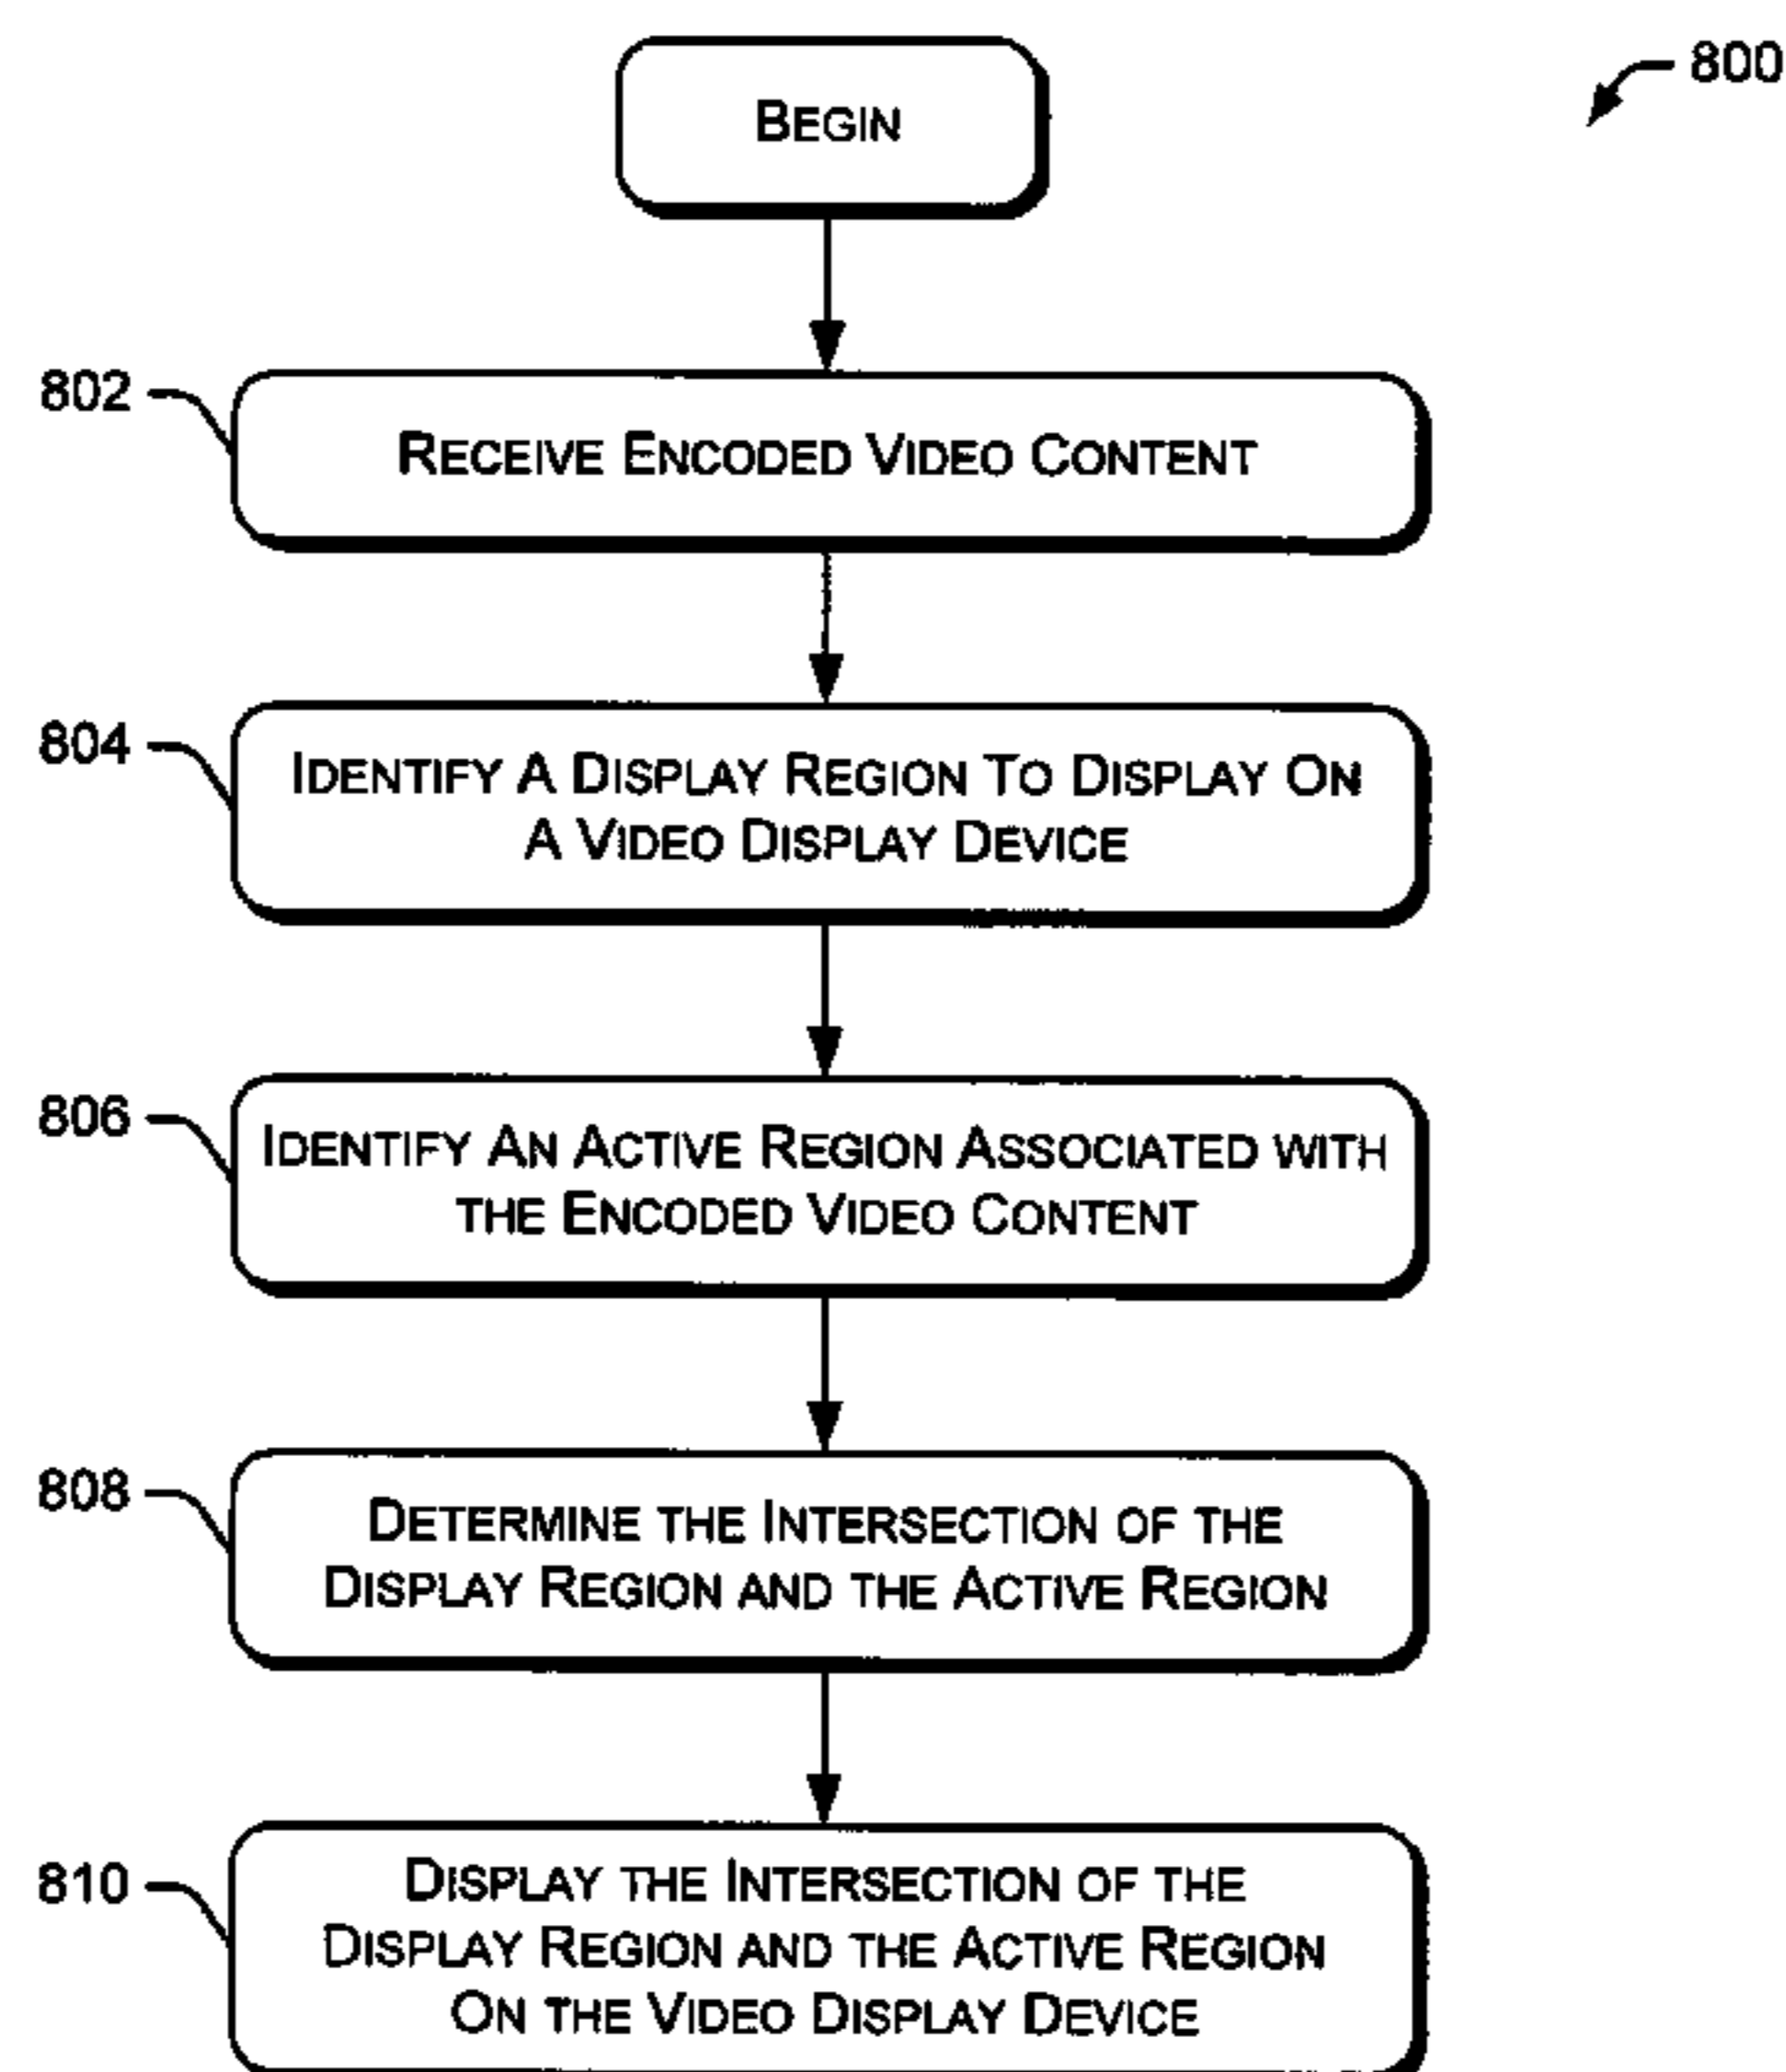 BEGIN
800
802
RECEIVE ENCODED VIDEO CONTENT
804
IDENTIFY A DISPLAY REGION TO DISPLAY ON
A VIDEO DISPLAY DEVICE
806
IDENTIFY AN ACTIVE REGION ASSOCIATED WITH
THE ENCODED VIDEO CONTENT
808
DETERMINE THE INTERSECTION OF THE
DISPLAY REGION AND THE ACTIVE REGION
810
DISPLAY THE INTERSECTION OF THE
DISPLAY REGION AND THE ACTIVE REGION
ON THE VIDEO DISPLAY DEVICE